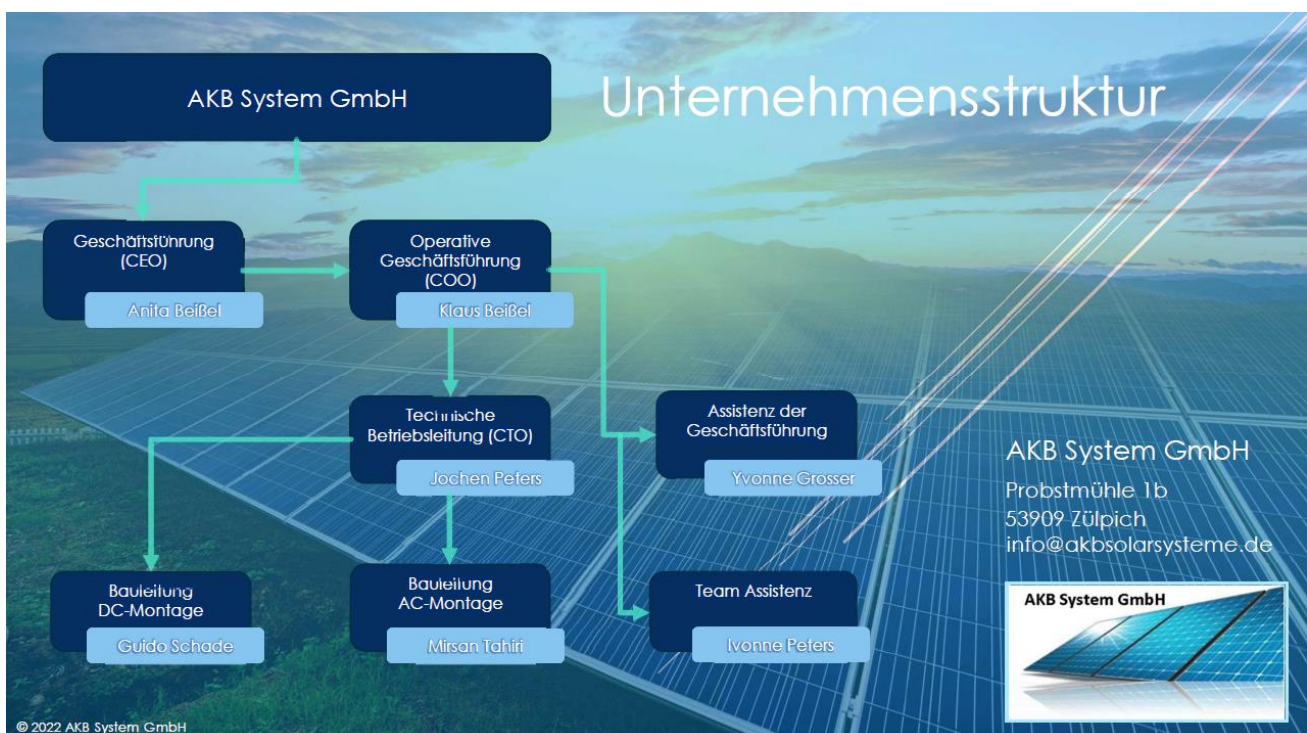 AKB System GmbH
Unternehmensstruktur
Geschäftsführung
(CEO)
Anita Beißel
Operative
Geschäftsführung
(COO)
Klaus Beißel
Technische
Betriebsleitung (CTO)
Jochen Peters
Assistenz der
Geschäftsführung
Yvonne Grosser
Bauleitung
DC-Montage
Guido Schade
Bauleitung
AC-Montage
Mirsan Tahiri
Team Assistenz
Ivonne Peters
AKB System GmbH
Probstmühle 1b
53909 Zülpich
info@akbsolarsysteme.de
AKB System GmbH
© 2022 AKB System GmbH